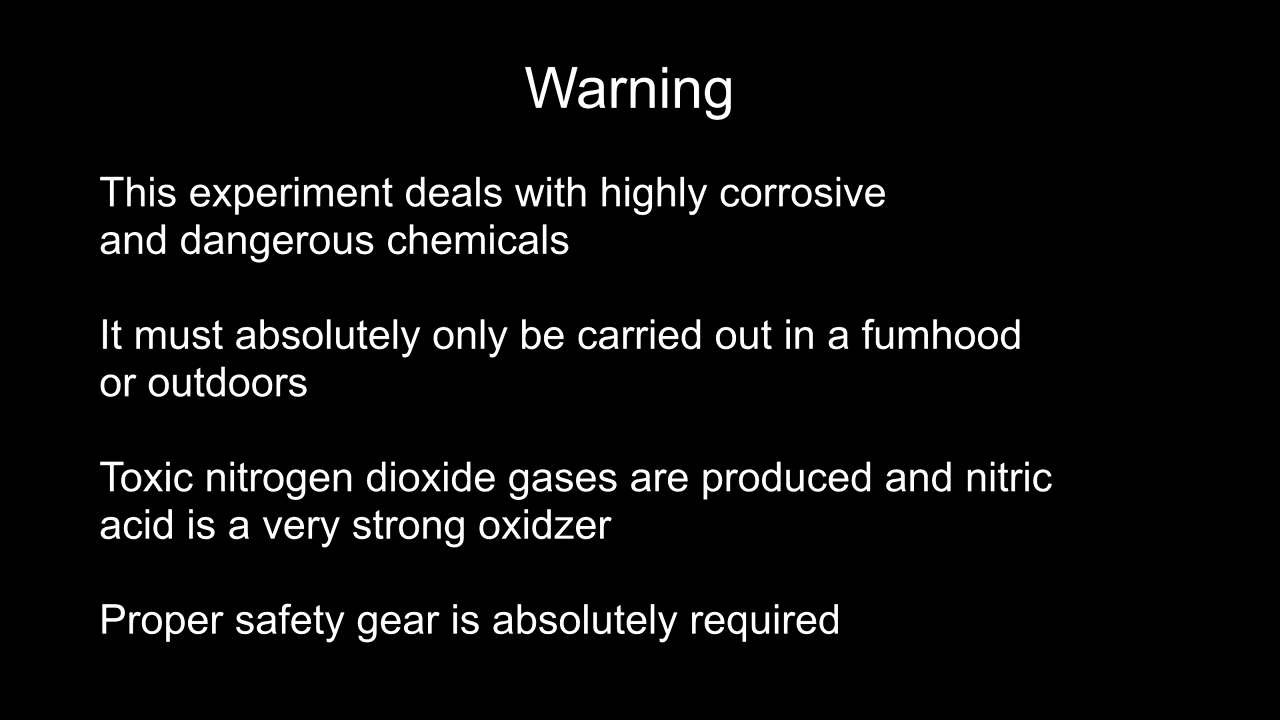 Warning
This experiment deals with highly corrosive
and dangerous chemicals
It must absolutely only be carried out in a fumhood
or outdoors
Toxic nitrogen dioxide gases are produced and nitric
acid is a very strong oxidzer
Proper safety gear is absolutely required